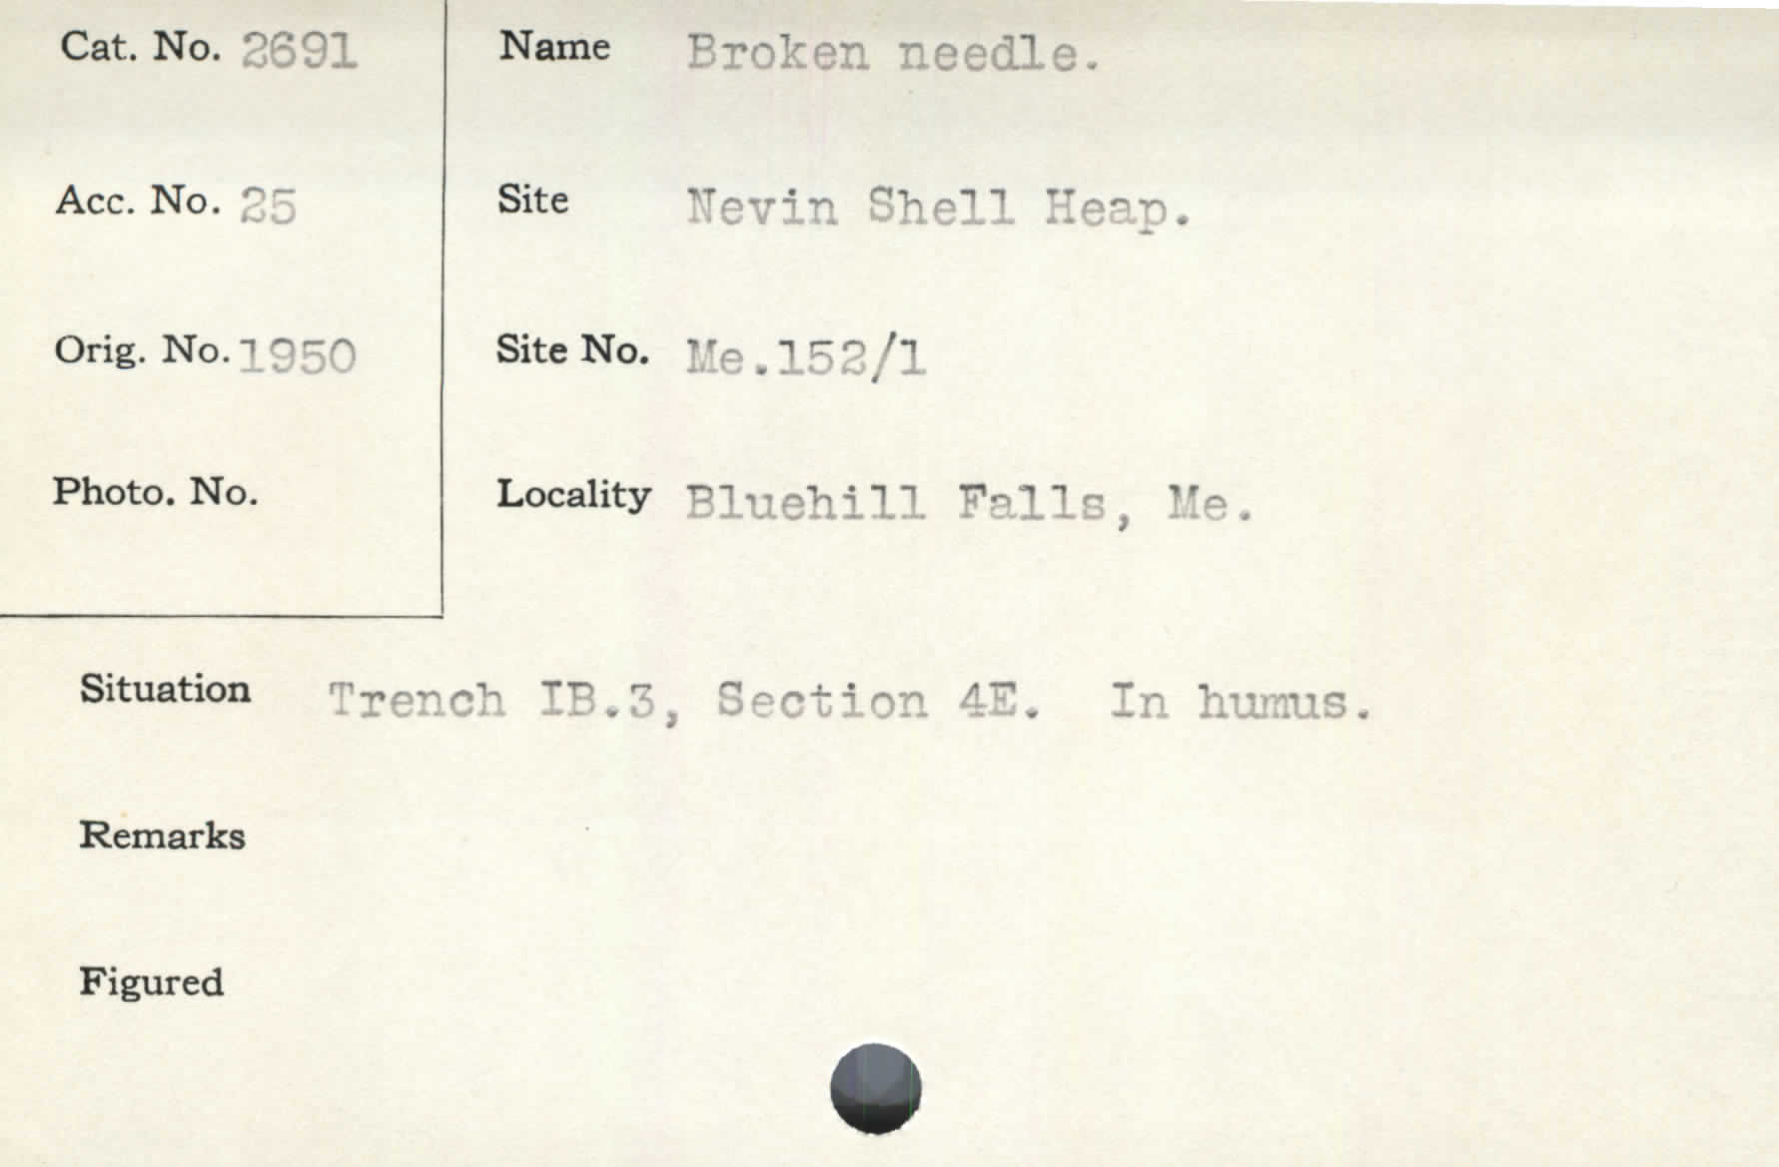 Cat. No. 2691
Name Broken needle.
Acc. No. 25
Site Nevin Shell Heap.
Orig. No. 1950
Site No. Me.152/1
Photo. No.
Locality Bluehill Falls, Me.
Situation Trench IB.3, Section 4E. In humus.
Remarks
Figured